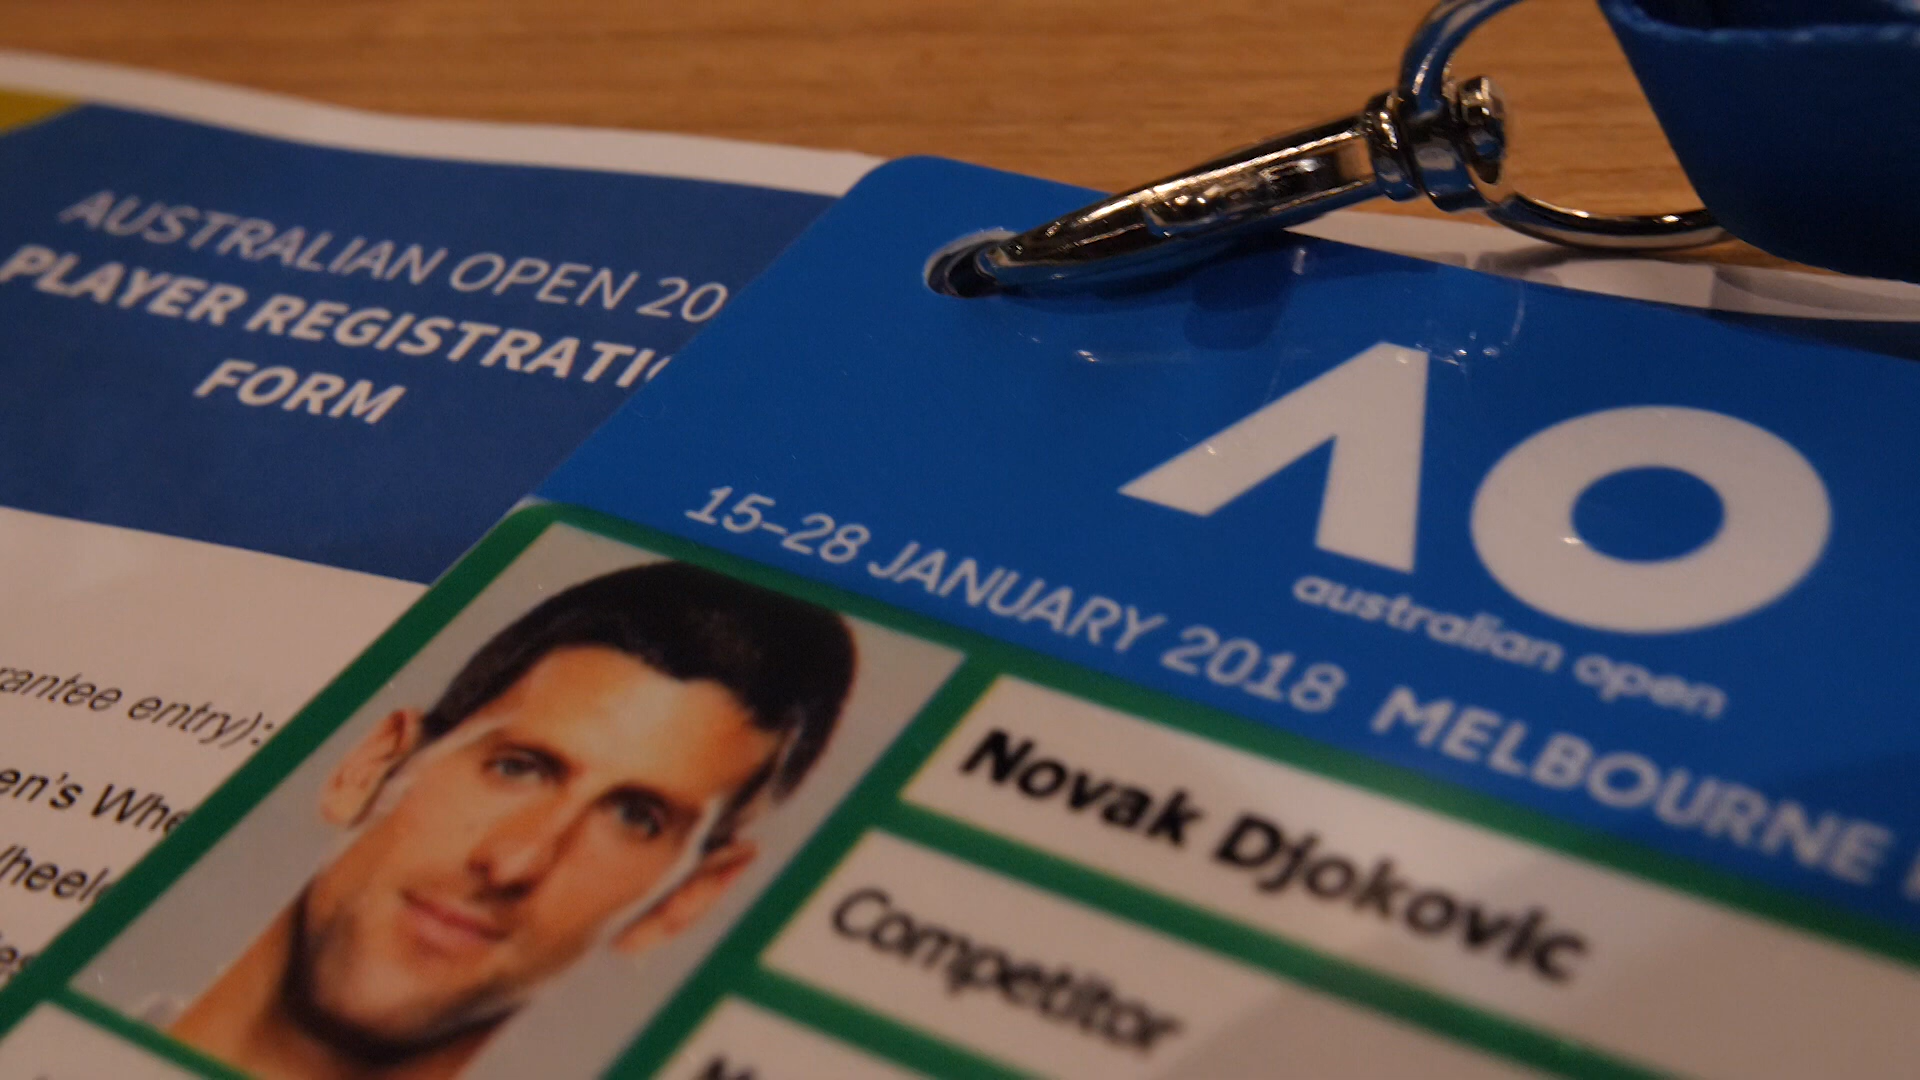 AUSTRALIAN OPEN 20
PLAYER REGISTRATI
FORM
rantee entry):
en's Whe
heel
AO
australian open
15–28 JANUARY 2018 MELBOURNE
Novak Djokovic
Competitor